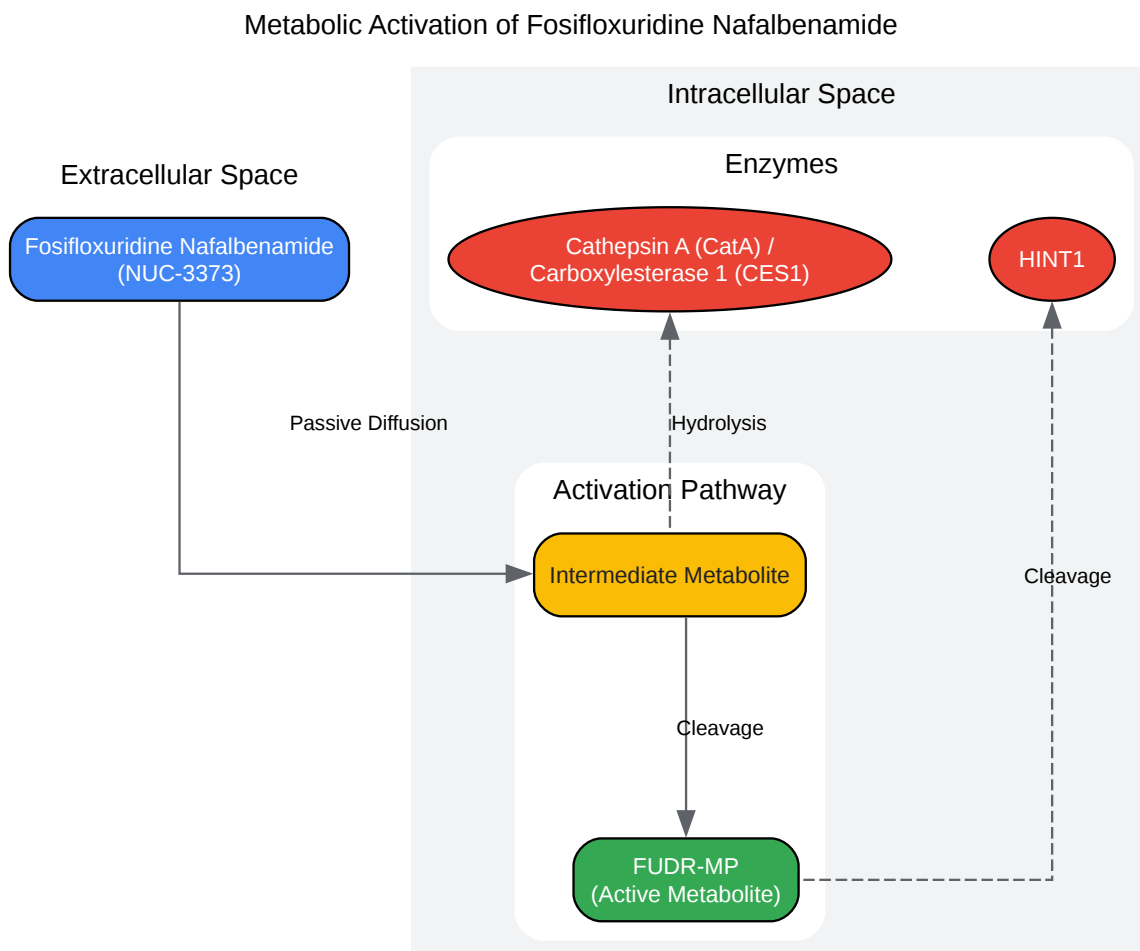 Metabolic Activation of Fosifloxuridine Nafalbenamide
Intracellular Space
Enzymes
Extracellular Space
Fosifloxuridine Nafalbenamide
(NUC-3373)
Cathepsin A (CatA) /
Carboxylesterase 1 (CES1)
HINT1
Passive Diffusion
Hydrolysis
Activation Pathway
Intermediate Metabolite
Cleavage
Cleavage
FUDR-MP
(Active Metabolite)